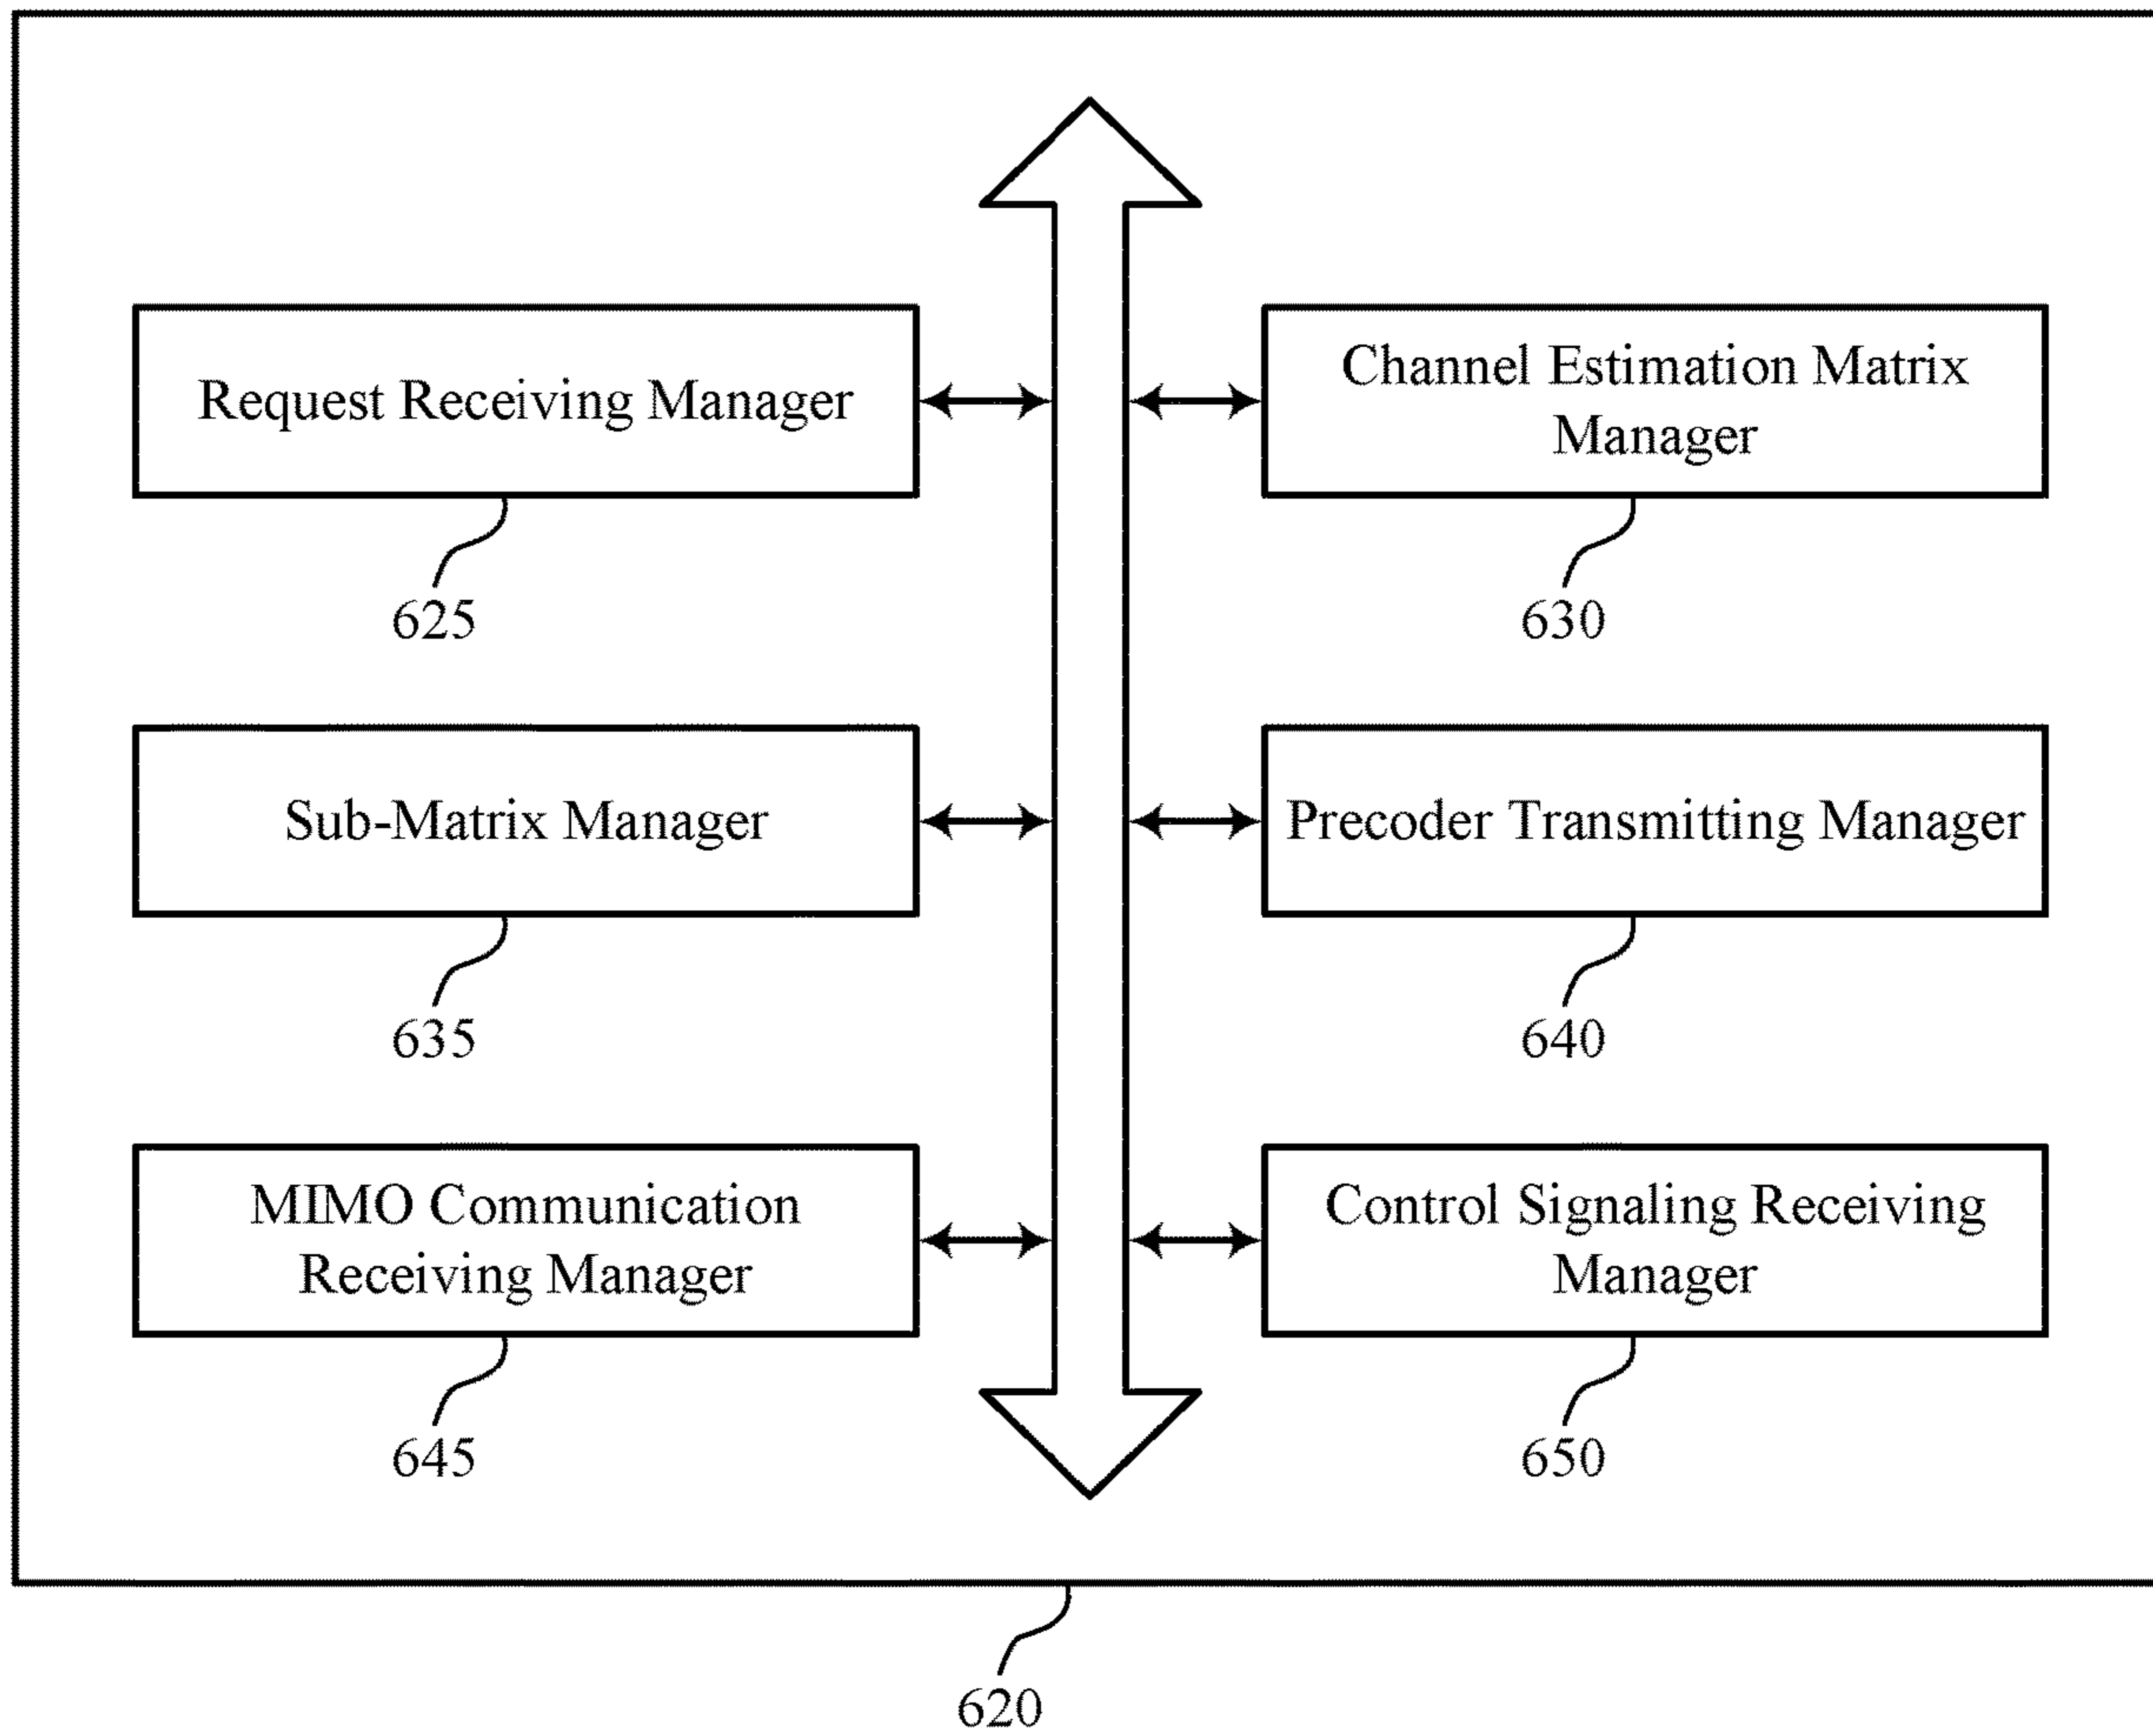 Request Receiving Manager
625
Channel Estimation Matrix
Manager
630
Sub-Matrix Manager
635
Precoder Transmitting Manager
640
MIMO Communication
Receiving Manager
645
Control Signaling Receiving
Manager
650
620